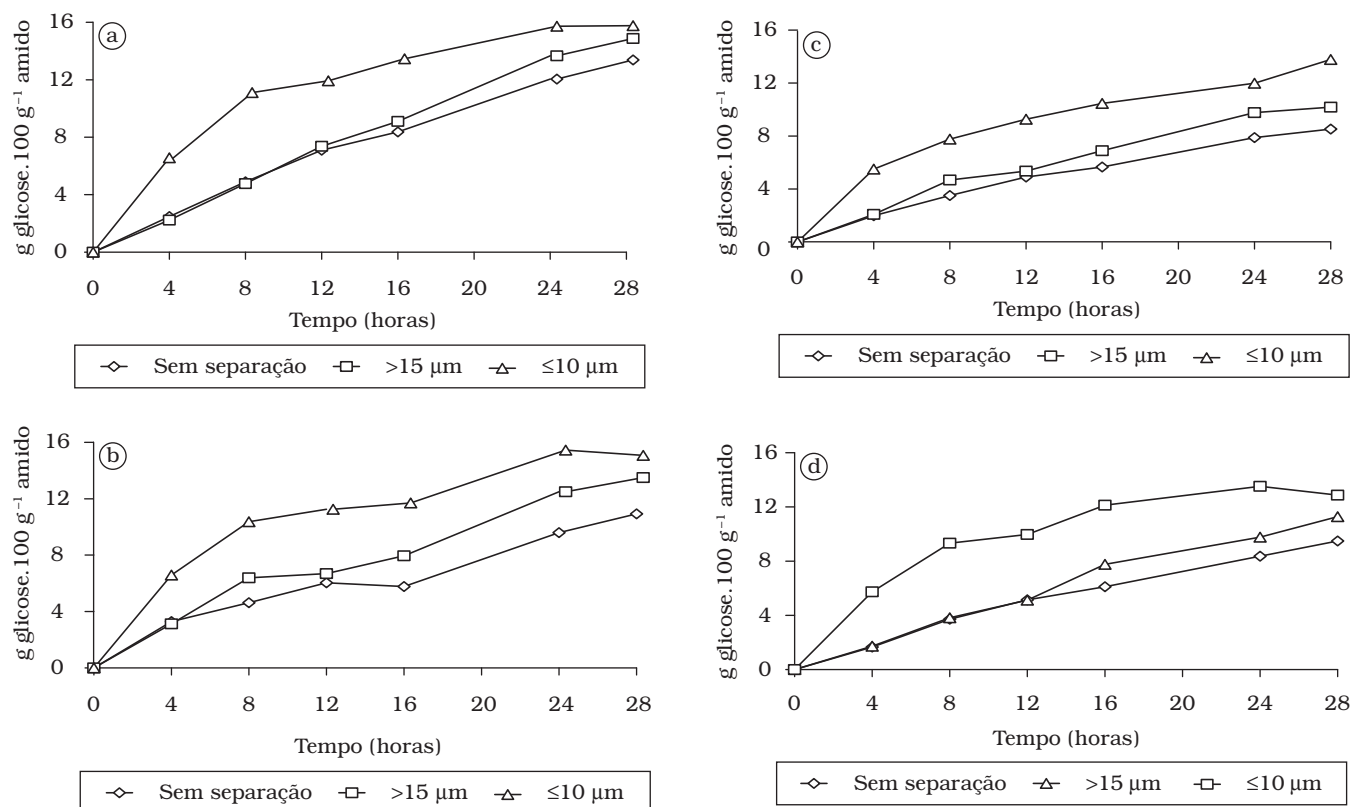 a
g glicose.100 g⁻¹ amido
16
12
8
4
0
0 4 8 12 16 20 24 28
Tempo (horas)
Sem separação >15 µm ≤10 µm
b
g glicose.100 g⁻¹ amido
16
12
8
4
0
0 4 8 12 16 20 24 28
Tempo (horas)
Sem separação >15 µm ≤10 µm
c
g glicose.100 g⁻¹ amido
16
12
8
4
0
0 4 8 12 16 20 24 28
Tempo (horas)
Sem separação >15 µm ≤10 µm
d
g glicose.100 g⁻¹ amido
16
12
8
4
0
0 4 8 12 16 20 24 28
Tempo (horas)
Sem separação >15 µm ≤10 µm